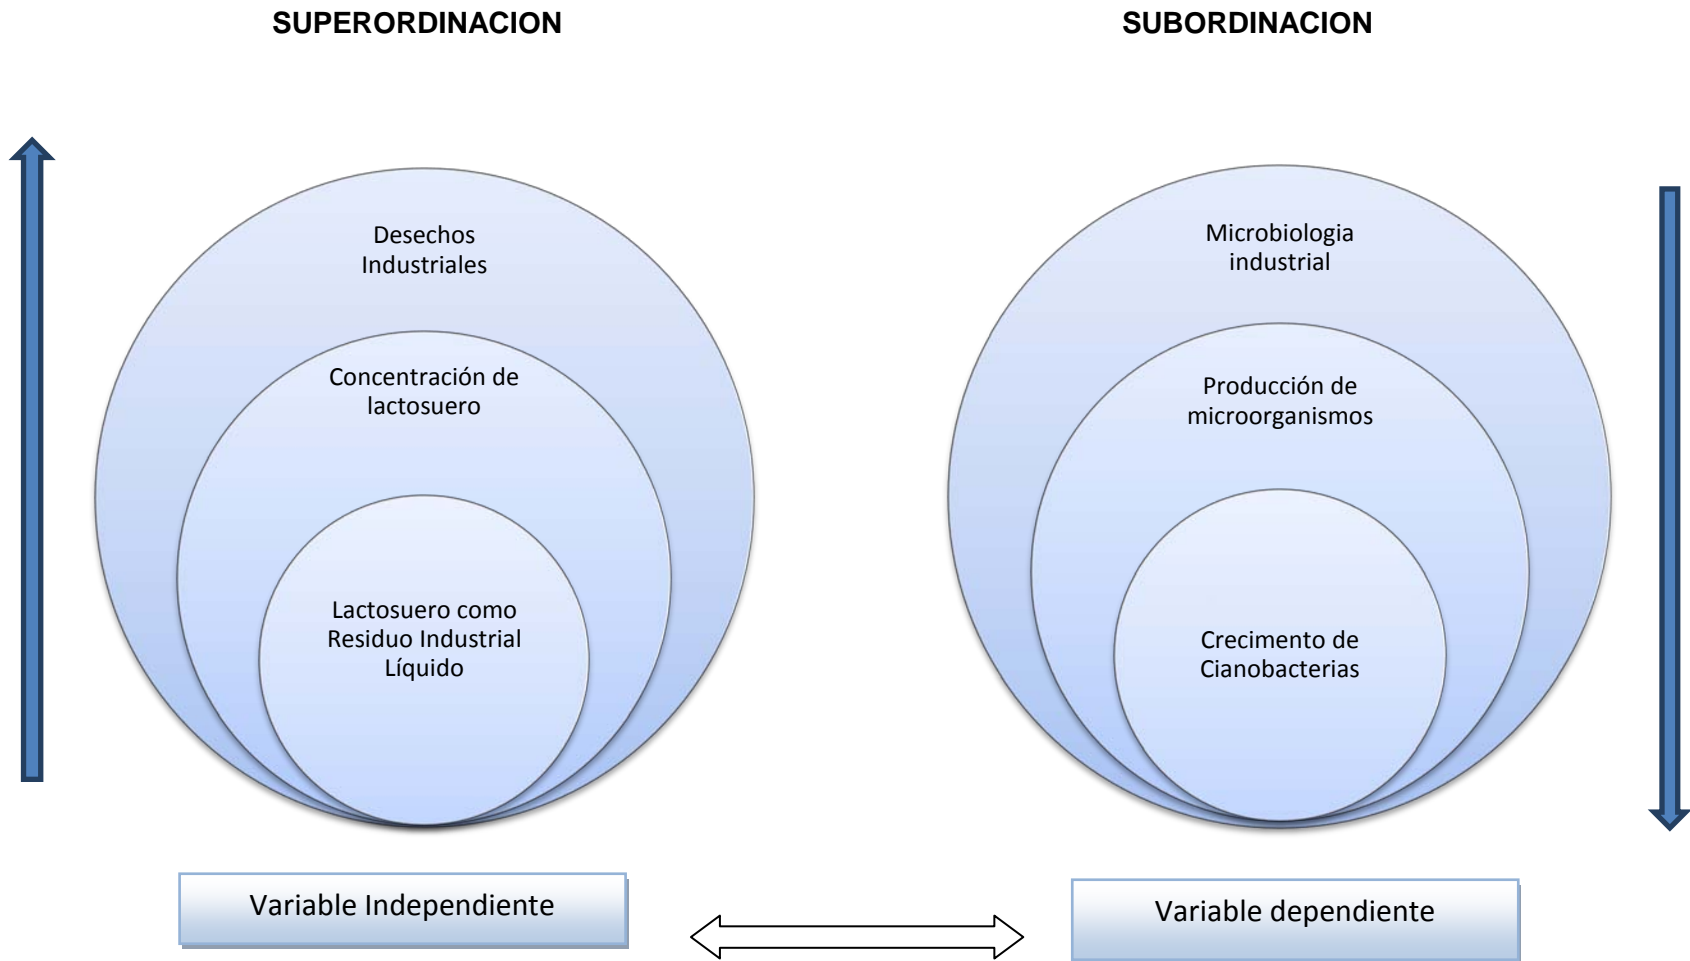 SUPERORDINACION
SUBORDINACION
Desechos
Industriales
Concentración de
lactosuero
Lactosuero como
Residuo Industrial
Líquido
Microbiologia
industrial
Producción de
microorganismos
Crecimento de
Cianobacterias
Variable Independiente
Variable dependiente